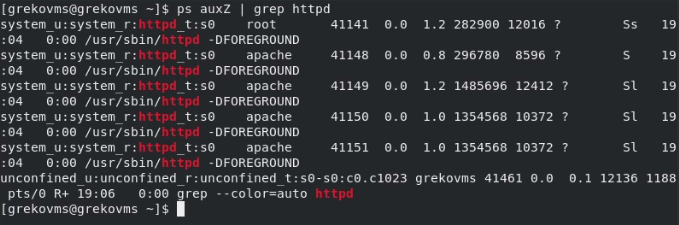 [grekovms@grekovms ~]$ ps auxZ | grep httpd
system_u:system_r:httpd_t:s0    root       41141  0.0  1.2 282900 12016 ?        Ss   19
:04   0:00 /usr/sbin/httpd -DFOREGROUND
system_u:system_r:httpd_t:s0    apache     41148  0.0  0.8 296780  8596 ?        S    19
:04   0:00 /usr/sbin/httpd -DFOREGROUND
system_u:system_r:httpd_t:s0    apache     41149  0.0  1.2 1485696 12412 ?       Sl   19
:04   0:00 /usr/sbin/httpd -DFOREGROUND
system_u:system_r:httpd_t:s0    apache     41150  0.0  1.0 1354568 10372 ?       Sl   19
:04   0:00 /usr/sbin/httpd -DFOREGROUND
system_u:system_r:httpd_t:s0    apache     41151  0.0  1.0 1354568 10372 ?       Sl   19
:04   0:00 /usr/sbin/httpd -DFOREGROUND
unconfined_u:unconfined_r:unconfined_t:s0-s0:c0.c1023 grekovms 41461 0.0  0.1 12136 1188
 pts/0 R+ 19:06   0:00 grep --color=auto httpd
[grekovms@grekovms ~]$